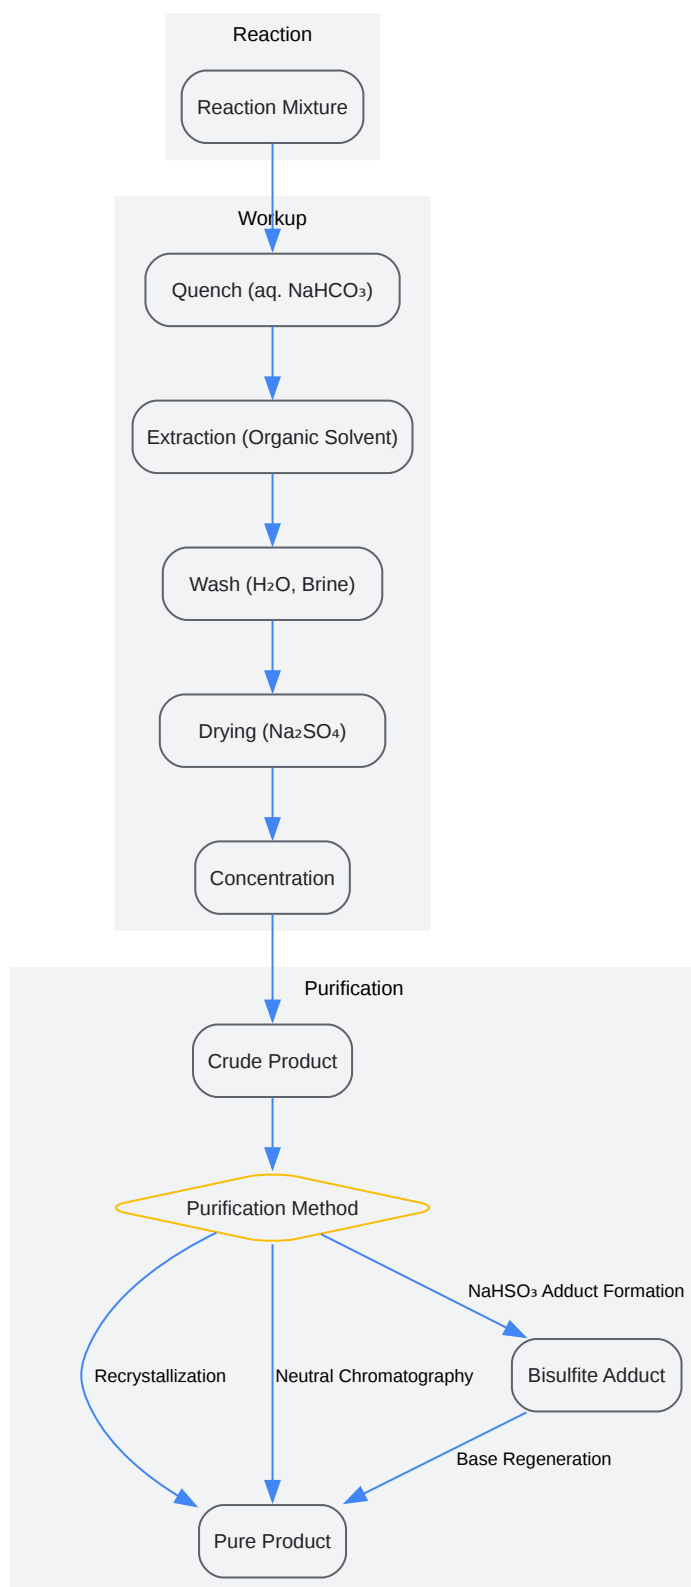 Reaction
Reaction Mixture
Workup
Quench (aq. NaHCO₃)
Extraction (Organic Solvent)
Wash (H₂O, Brine)
Drying (Na₂SO₄)
Concentration
Purification
Crude Product
Purification Method
NaHSO₃ Adduct Formation
Recrystallization
Neutral Chromatography
Bisulfite Adduct
Base Regeneration
Pure Product